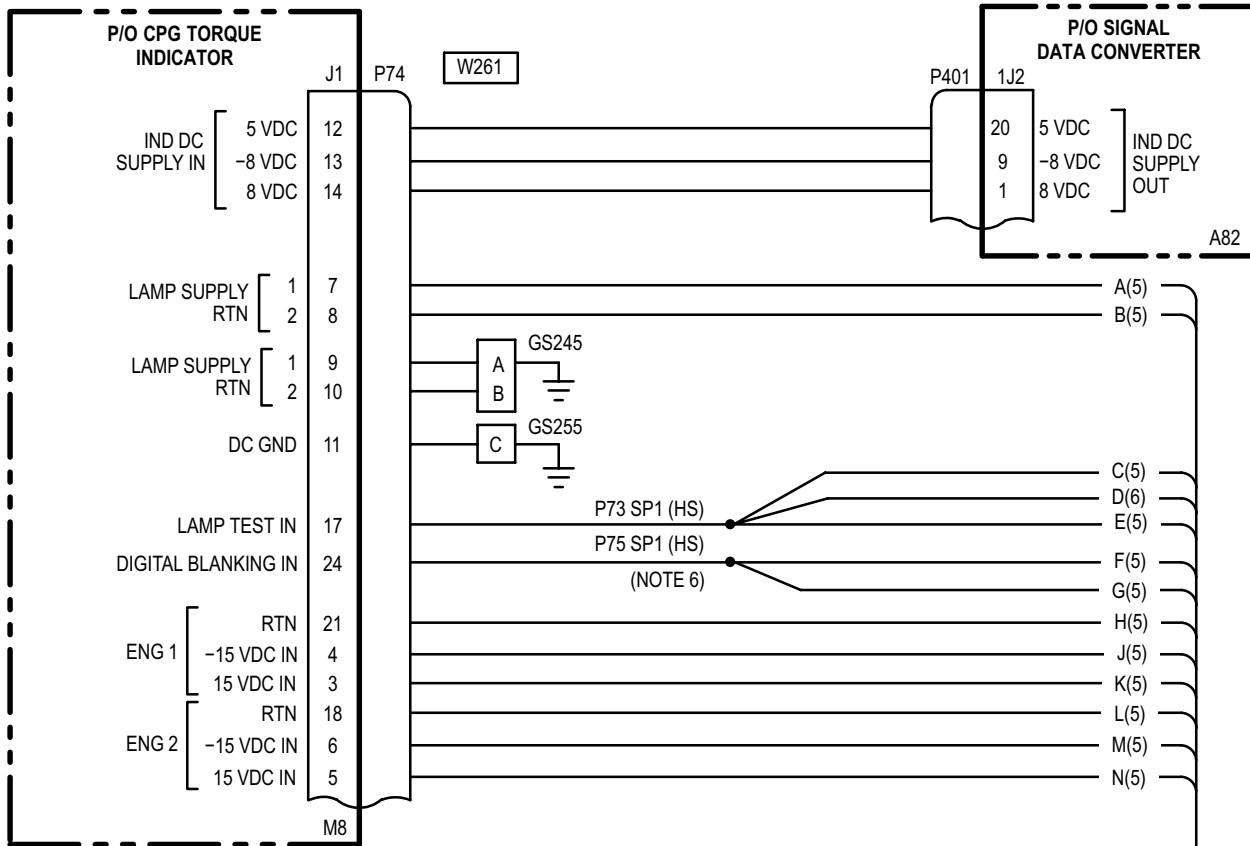 P/O CPG TORQUE
INDICATOR
P/O SIGNAL
DATA CONVERTER
J1 P74
W261
P401 1J2
IND DC
SUPPLY IN
5 VDC 12
−8 VDC 13
8 VDC 14
20 5 VDC
9 −8 VDC
1 8 VDC
IND DC
SUPPLY
OUT
A82
LAMP SUPPLY
RTN
1 7
2 8
A(5)
B(5)
LAMP SUPPLY
RTN
1 9
2 10
A
B
GS245
DC GND 11
C
GS255
C(5)
D(6)
LAMP TEST IN 17
P73 SP1 (HS)
E(5)
DIGITAL BLANKING IN 24
P75 SP1 (HS)
(NOTE 6)
F(5)
G(5)
ENG 1
RTN 21
−15 VDC IN 4
15 VDC IN 3
H(5)
J(5)
K(5)
ENG 2
RTN 18
−15 VDC IN 6
15 VDC IN 5
L(5)
M(5)
N(5)
M8